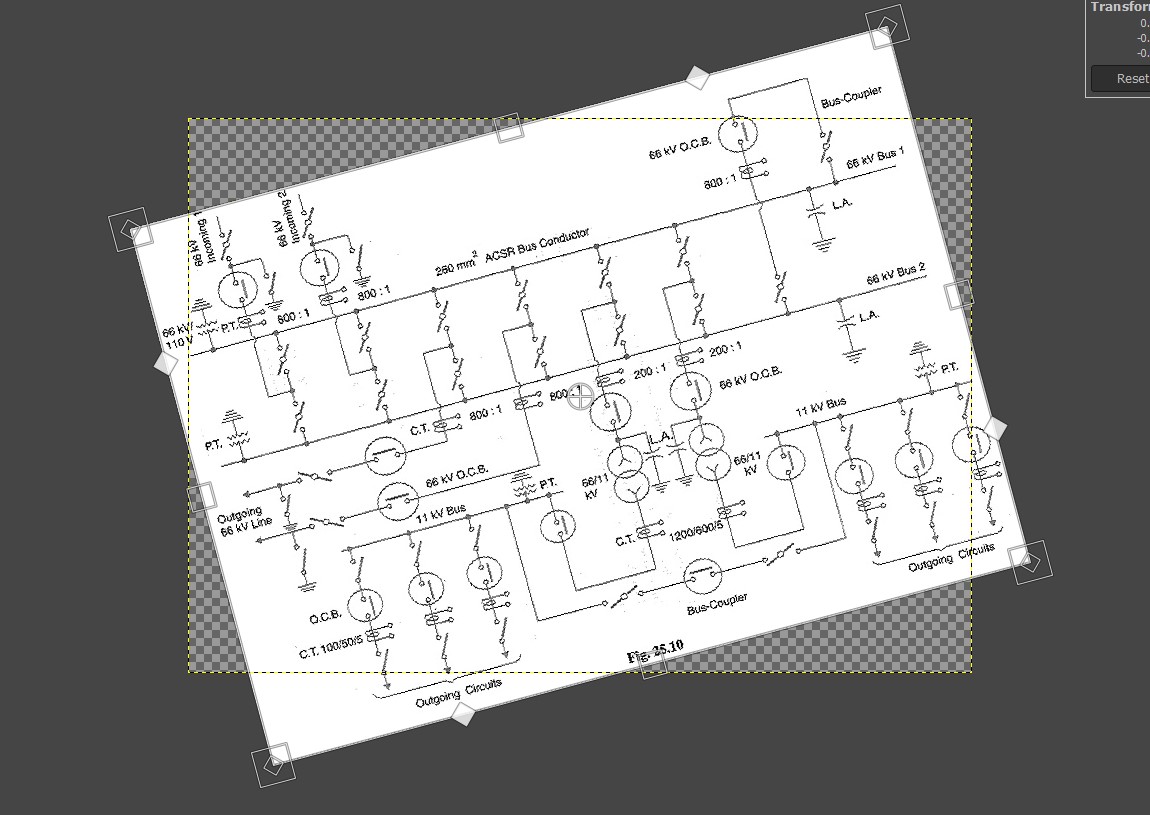 Transfor
0.
-0.
-0.
Reset
Bus-Coupler
66 kV O.C.B.
800 : 1
66 kV Bus 1
L.A.
66 kV
Incoming 1
66 kV
Incoming 2
260 mm2 ACSR Bus Conductor
66 kV Bus 2
L.A.
800 : 1
800 : 1
66 kV
110 V
P.T.
200 : 1
200 : 1
66 kV O.C.B.
P.T.
11 kV Bus
800 : 1
800 : 1
C.T.
P.T.
L.A.
66/11
kV
66/11
kV
66 kV O.C.B.
P.T.
Outgoing
66 kV Line
11 kV Bus
C.T.
1200/600/5
Outgoing Circuits
Bus-Coupler
O.C.B.
C.T. 100/50/5
Fig. 25.10
Outgoing Circuits